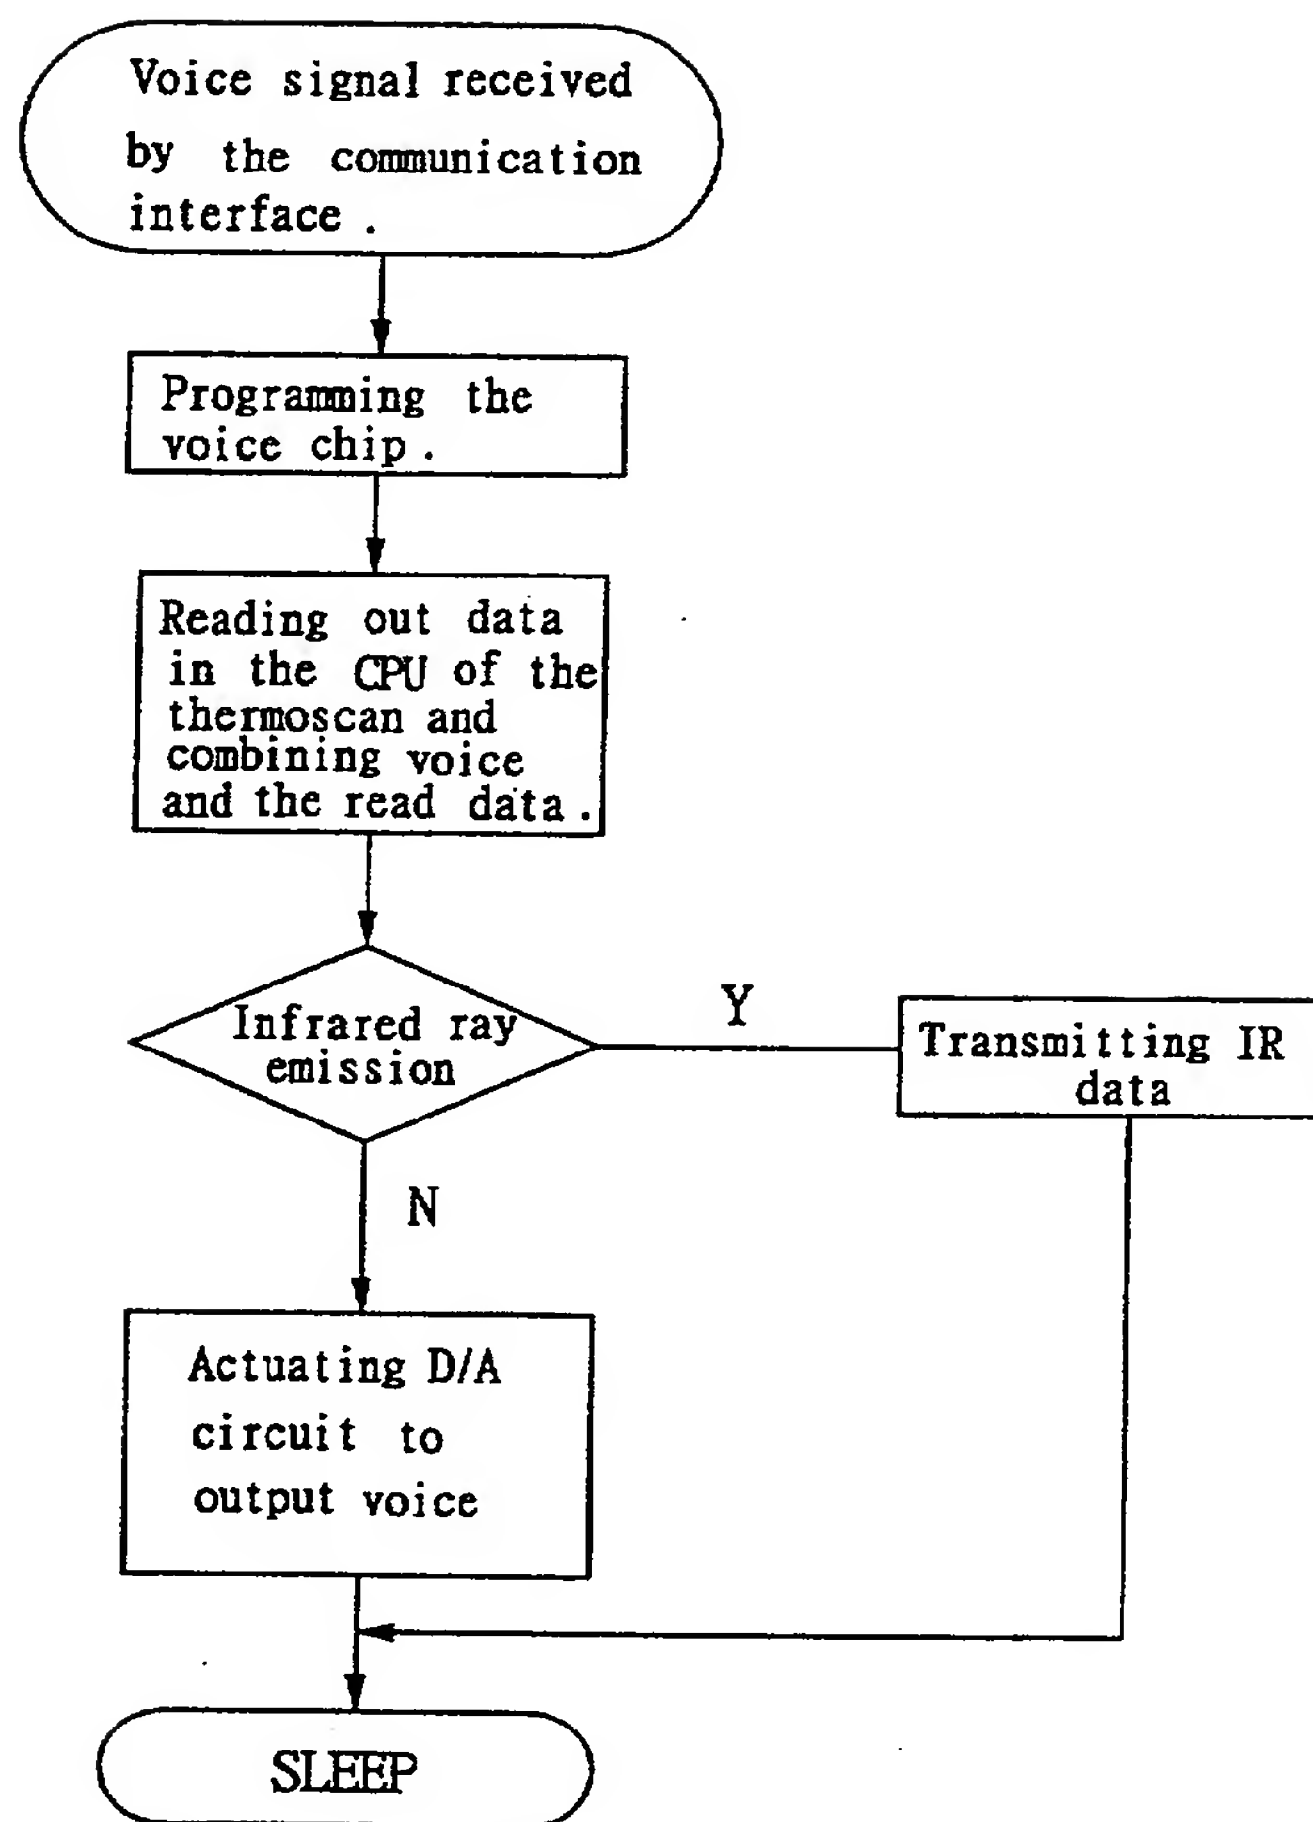 Voice signal received
by the communication
interface.
Programming the
voice chip.
Reading out data
in the CPU of the
thermoscan and
combining voice
and the read data.
Infrared ray
emission
Y
Transmitting IR
data
N
Actuating D/A
circuit to
output voice
SLEEP